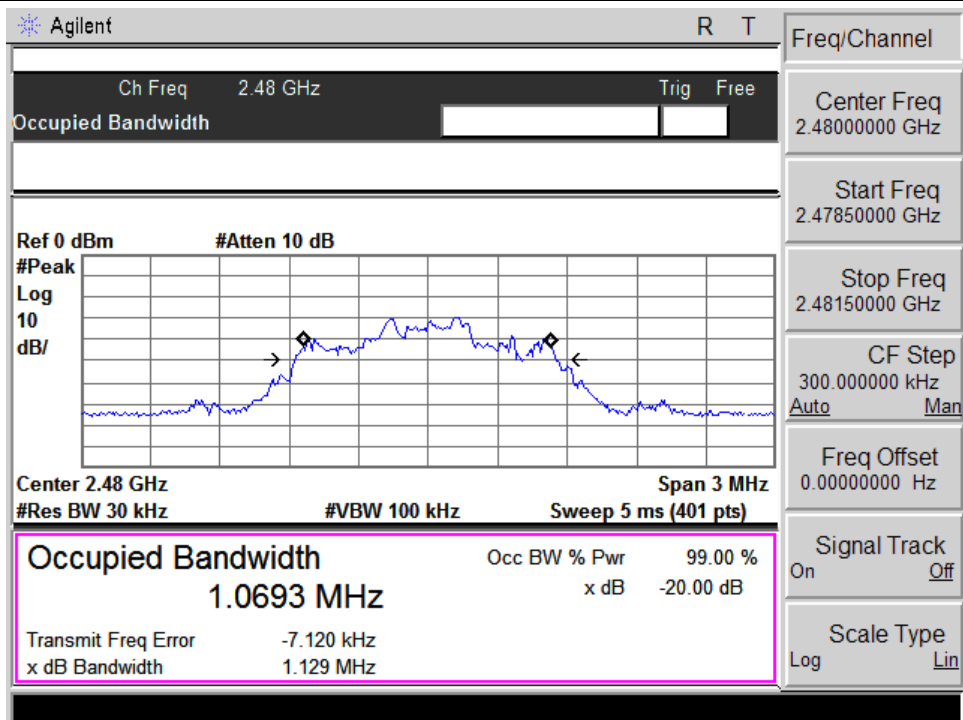 Agilent R T
Freq/Channel
Ch Freq 2.48 GHz Trig Free
Occupied Bandwidth
Center Freq
2.48000000 GHz
Start Freq
2.47850000 GHz
Stop Freq
2.48150000 GHz
CF Step
300.000000 kHz
Auto Man
Freq Offset
0.00000000 Hz
Signal Track
On Off
Scale Type
Log Lin
Ref 0 dBm #Atten 10 dB
#Peak
Log
10
dB/
Center 2.48 GHz Span 3 MHz
#Res BW 30 kHz #VBW 100 kHz Sweep 5 ms (401 pts)
Occupied Bandwidth Occ BW % Pwr 99.00 %
1.0693 MHz x dB -20.00 dB
Transmit Freq Error -7.120 kHz
x dB Bandwidth 1.129 MHz